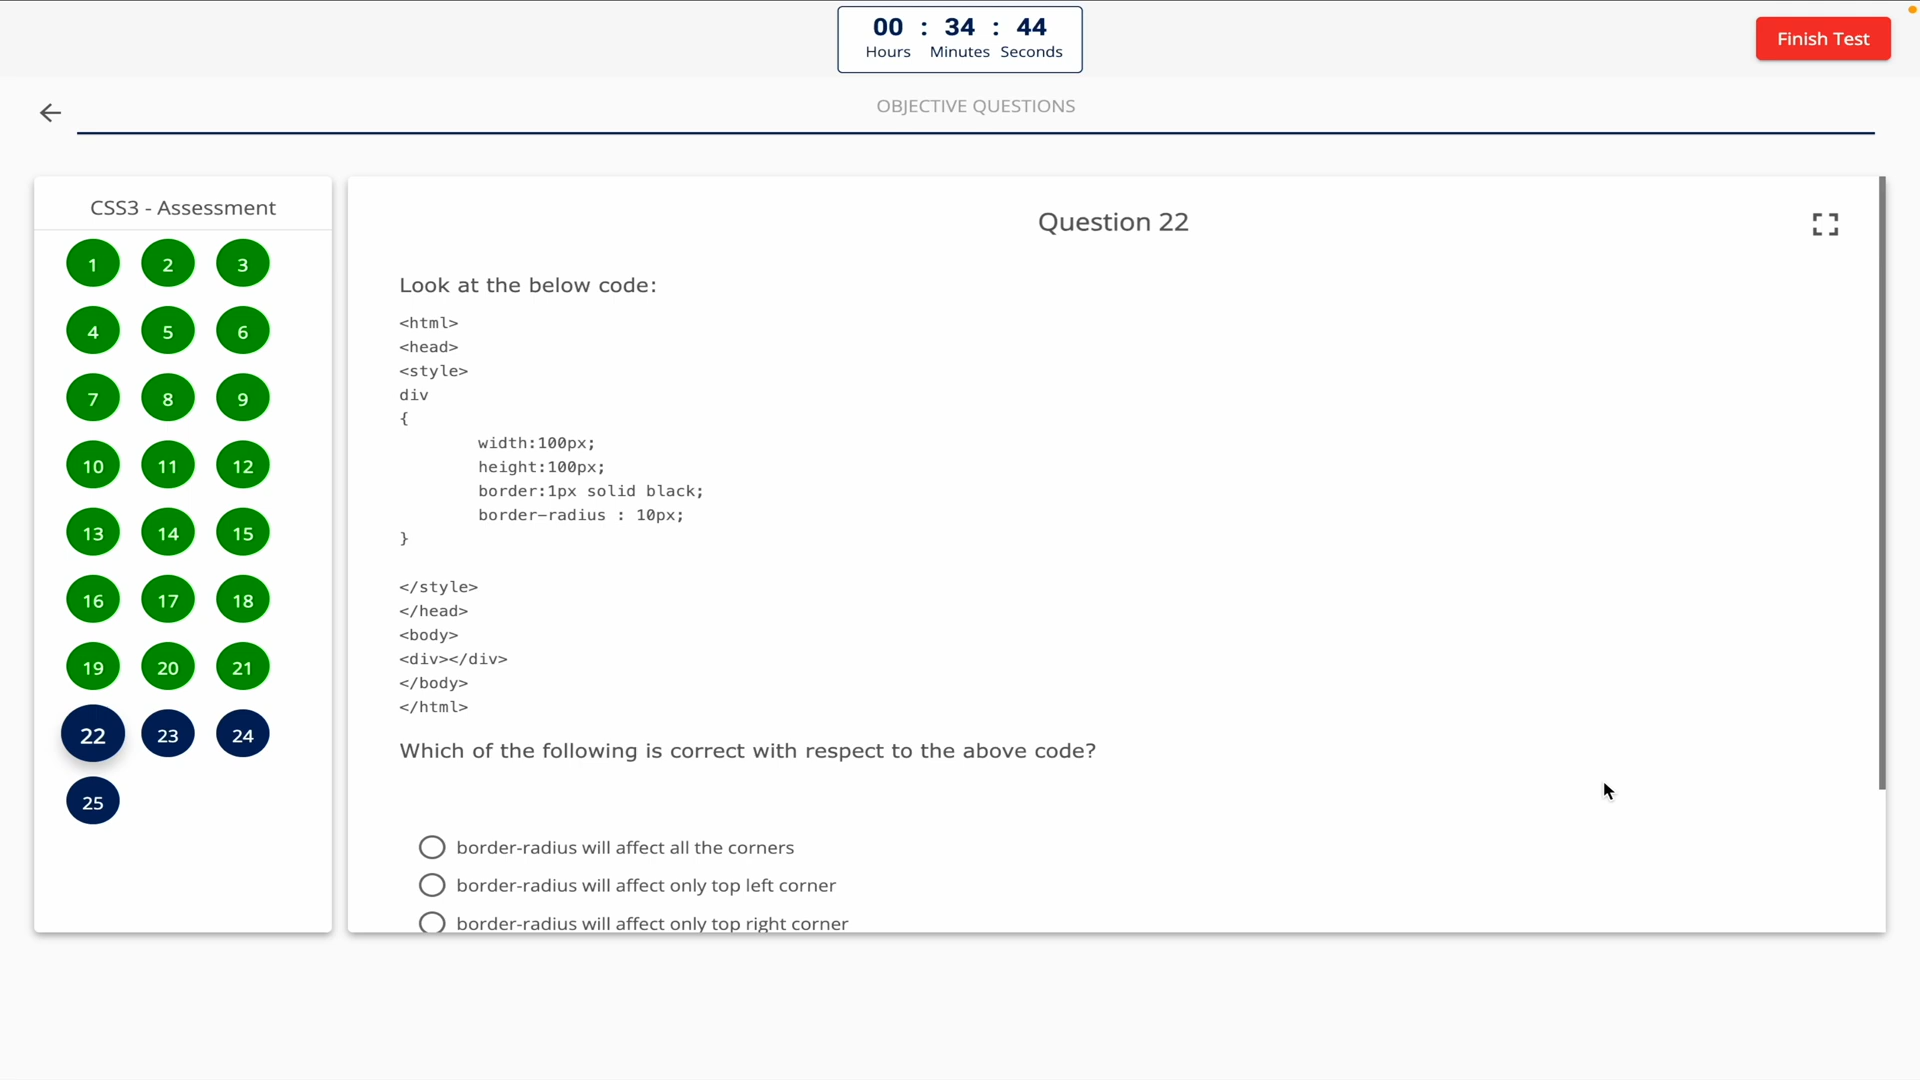 00 : 34 : 44
Hours Minutes Seconds
Finish Test
OBJECTIVE QUESTIONS
CSS3 - Assessment
1 2 3
4 5 6
7 8 9
10 11 12
13 14 15
16 17 18
19 20 21
22 23 24
25
Question 22
Look at the below code:
<html>
<head>
<style>
div
{
width:100px;
height:100px;
border:1px solid black;
border-radius : 10px;
}
</style>
</head>
<body>
<div></div>
</body>
</html>
Which of the following is correct with respect to the above code?
border-radius will affect all the corners
border-radius will affect only top left corner
border-radius will affect only top right corner